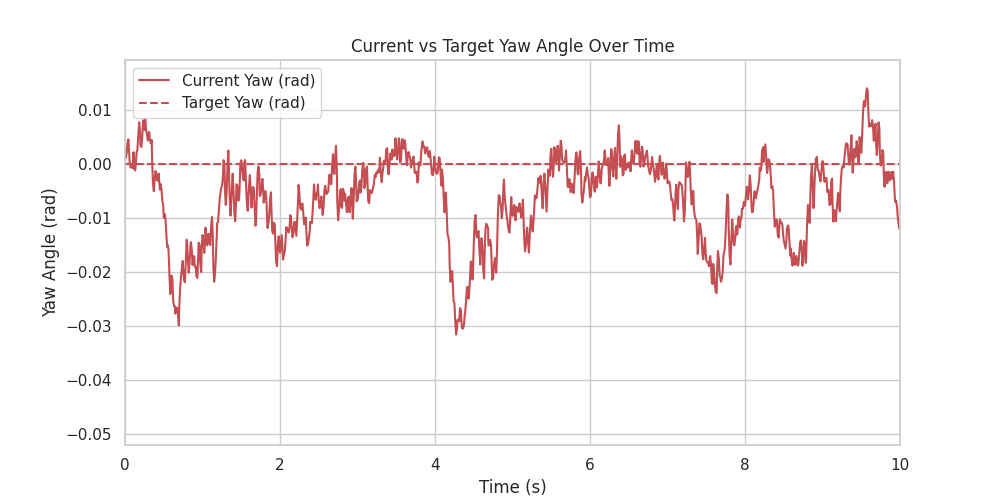 Current vs Target Yaw Angle Over Time
Current Yaw (rad)
Target Yaw (rad)
Yaw Angle (rad)
0.01
0.00
−0.01
−0.02
−0.03
−0.04
−0.05
0 2 4 6 8 10
Time (s)